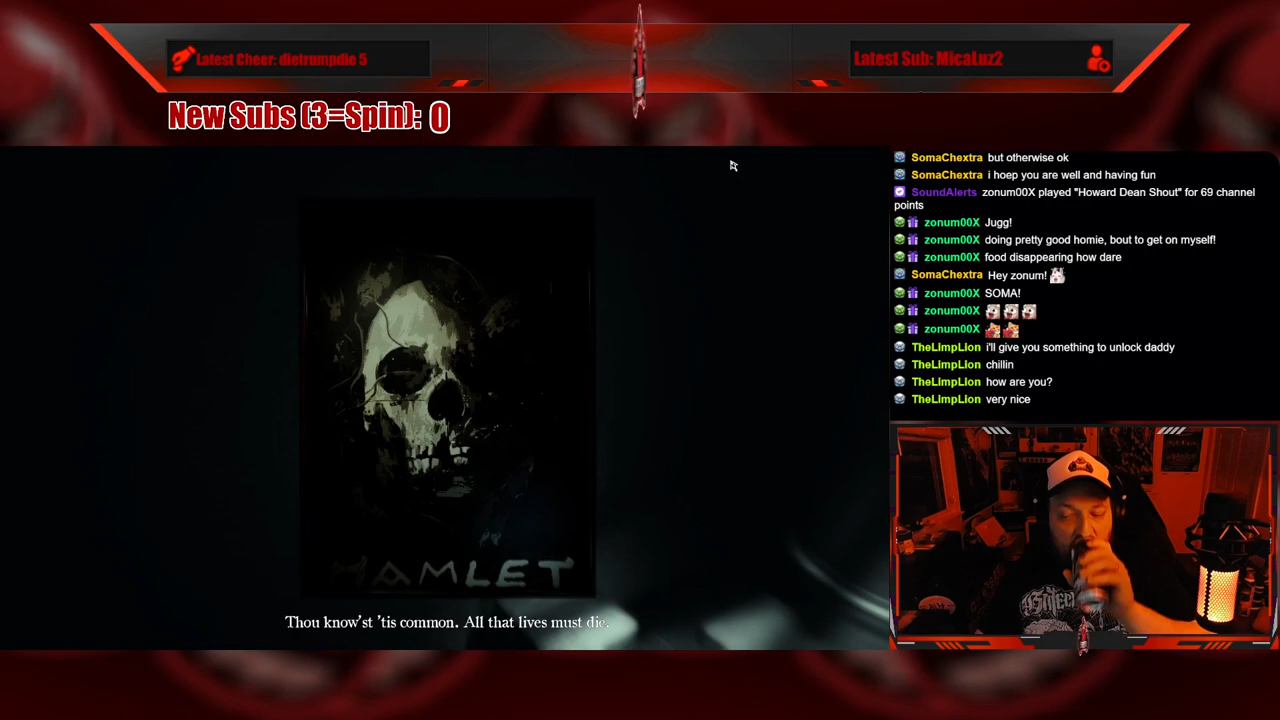 Latest Cheer: dietrumpdie 5
Latest Sub: MicaLuz2
New Subs (3=Spin): 0
SomaChextra but otherwise ok
SomaChextra i hoep you are well and having fun
SoundAlerts zonum00X played "Howard Dean Shout" for 69 channel
points
zonum00X Jugg!
zonum00X doing pretty good homie, bout to get on myself!
zonum00X food disappearing how dare
SomaChextra Hey zonum!
zonum00X SOMA!
zonum00X
zonum00X
TheLImpLIon i'll give you something to unlock daddy
TheLImpLIon chillin
TheLImpLIon how are you?
TheLImpLIon very nice
HAMLET
Thou know'st 'tis common. All that lives must die.